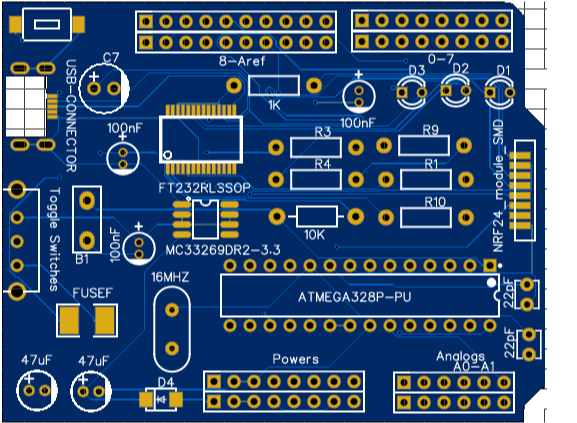 8-Aref
0-7
C7
USB-CONNECTOR
1K
100nF
D3
D2
D1
100nF
R3
R9
NRF24_module_SMD
R4
R1
FT232RLSSOP
Toggle Switches
B1
100nF
10K
R10
MC33269DR2-3.3
16MHZ
FUSEF
ATMEGA328P-PU
22pF
22pF
47uF
47uF
D4
Powers
Analogs
A0-A1